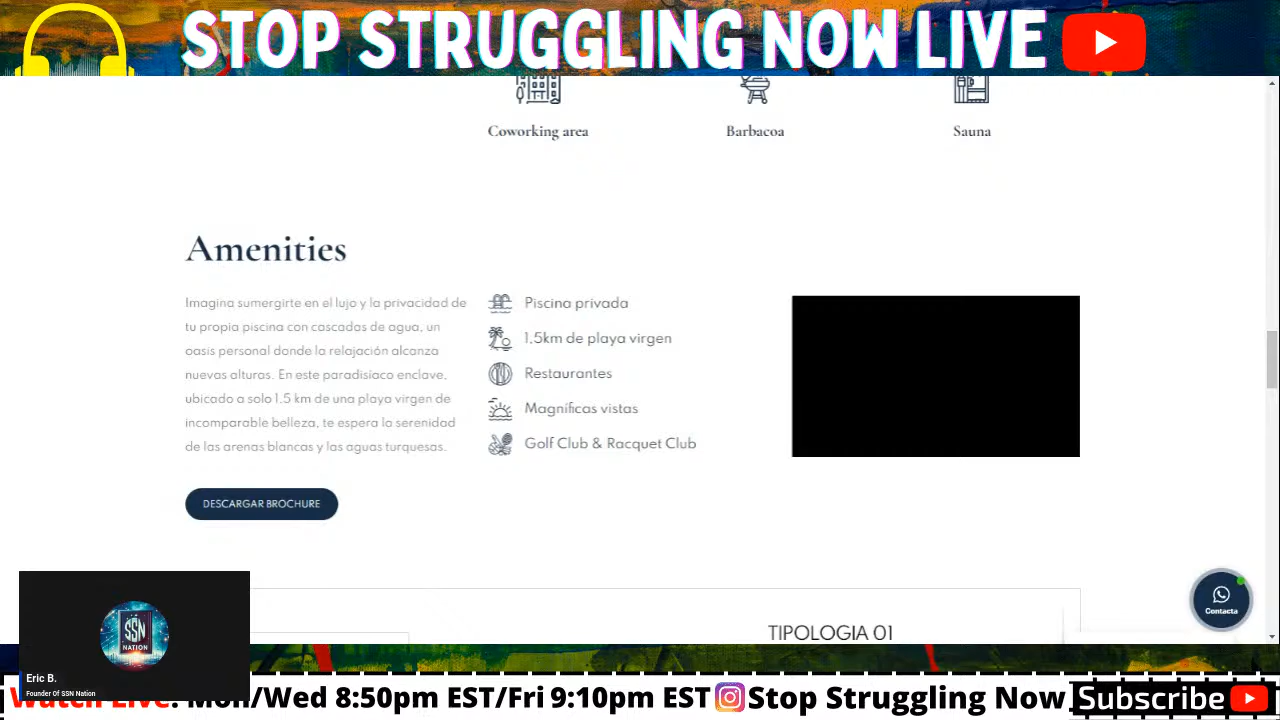 STOP STRUGGLING NOW LIVE
Coworking area
Barbacoa
Sauna
Amenities
Imagina sumergirte en el lujo y la privacidad de
tu propia piscina con cascadas de agua, un
oasis personal donde la relajación alcanza
nuevas alturas. En este paradisíaco enclave,
ubicado a solo 1.5 km de una playa virgen de
incomparable belleza, te espera la serenidad
de las arenas blancas y las aguas turquesas.
DESCARGAR BROCHURE
Piscina privada
1.5km de playa virgen
Restaurantes
Magníficas vistas
Golf Club & Racquet Club
Contacta
TIPOLOGIA 01
SSN
NATION
Eric B.
Founder Of SSN Nation
Watch Live: Mon/Wed 8:50pm EST/Fri 9:10pm EST
Stop Struggling Now
Subscribe